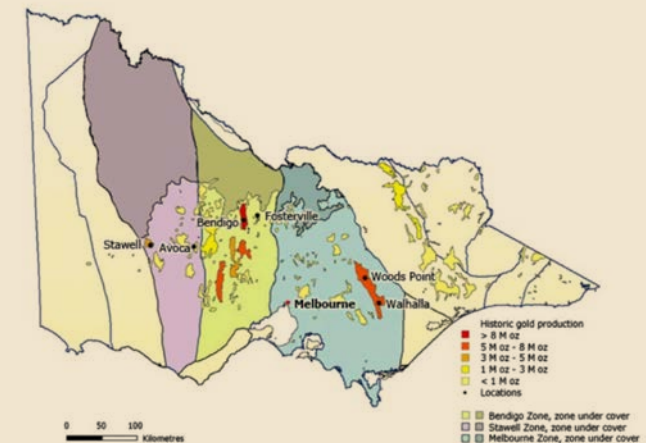 Bendigo
Fosterville
Stawell
Avoca
Woods Point
Melbourne
Walhalla
Historic gold production
> 8 M oz
5 M oz - 8 M oz
3 M oz - 5 M oz
1 M oz - 3 M oz
< 1 M oz
Locations
Bendigo Zone, zone under cover
Stawell Zone, zone under cover
Melbourne Zone, zone under cover
0 50 100
Kilometres